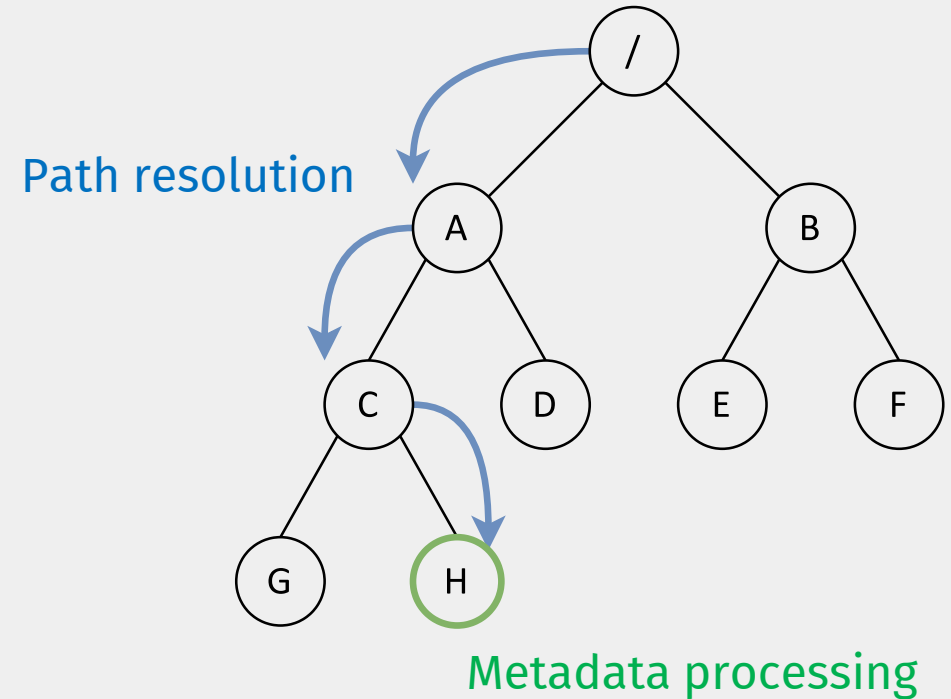 /
Path resolution
A
B
C
D
E
F
G
H
Metadata processing